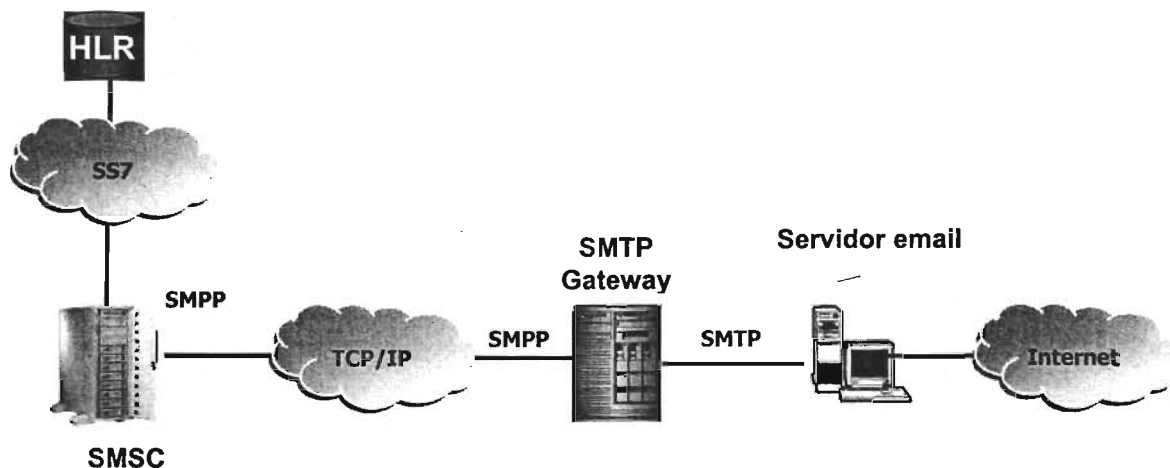 HLR
SS7
SMPP
SMSC
TCP/IP
SMPP
SMTP
Gateway
SMTP
Servidor email
Internet